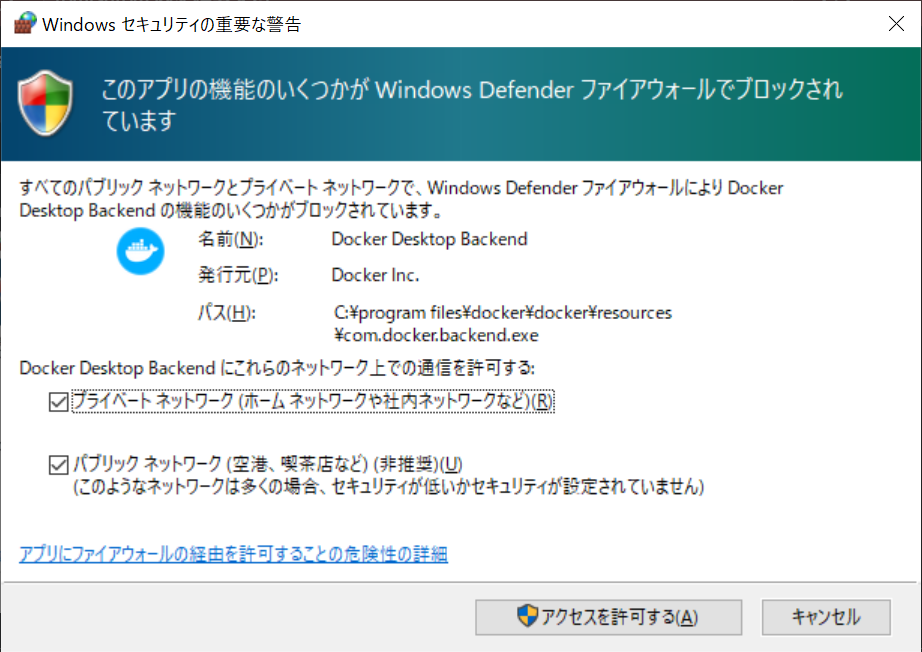 Windows セキュリティの重要な警告
このアプリの機能のいくつかが Windows Defender ファイアウォールでブロックされ
ています
すべてのパブリック ネットワークとプライベート ネットワークで、Windows Defender ファイアウォールにより Docker
Desktop Backend の機能のいくつかがブロックされています。
名前(N): Docker Desktop Backend
発行元(P): Docker Inc.
パス(H): C:¥program files¥docker¥docker¥resources
¥com.docker.backend.exe
Docker Desktop Backend にこれらのネットワーク上での通信を許可する:
プライベート ネットワーク (ホーム ネットワークや社内ネットワークなど)(R)
パブリック ネットワーク (空港、喫茶店など) (非推奨)(U)
(このようなネットワークは多くの場合、セキュリティが低いかセキュリティが設定されていません)
アプリにファイアウォールの経由を許可することの危険性の詳細
アクセスを許可する(A) キャンセル